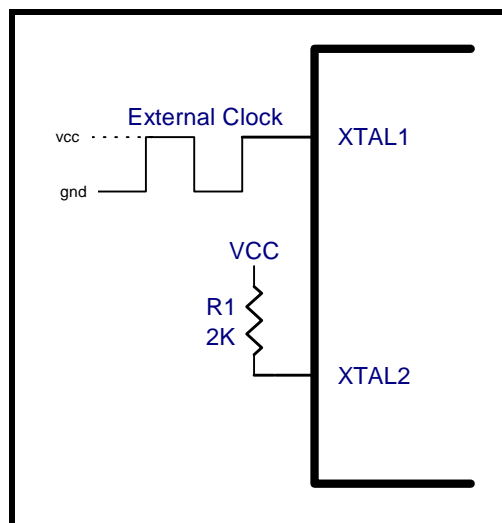 External Clock
vcc
XTAL1
gnd
VCC
R1
2K
XTAL2